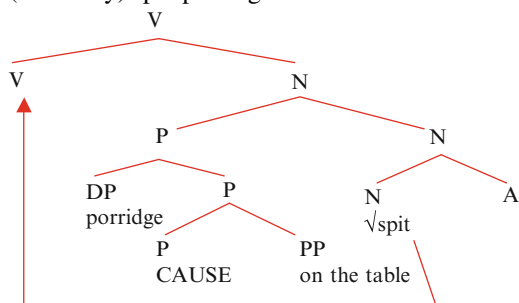 V
V N
P N
DP P N A
porridge √spit
P PP
CAUSE on the table